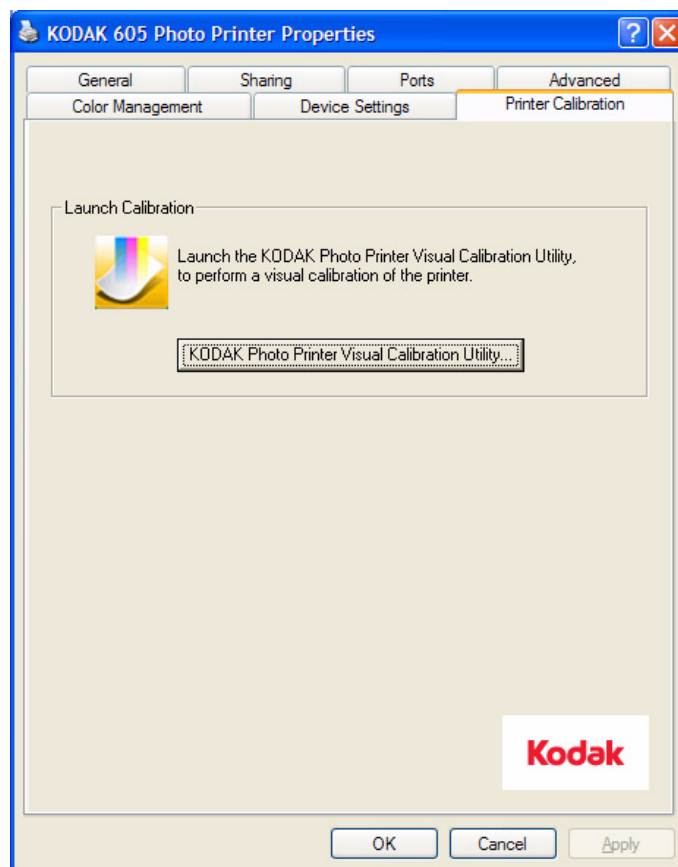 KODAK 605 Photo Printer Properties
General Sharing Ports Advanced
Color Management Device Settings Printer Calibration
Launch Calibration
Launch the KODAK Photo Printer Visual Calibration Utility,
to perform a visual calibration of the printer.
KODAK Photo Printer Visual Calibration Utility...
Kodak
OK Cancel Apply